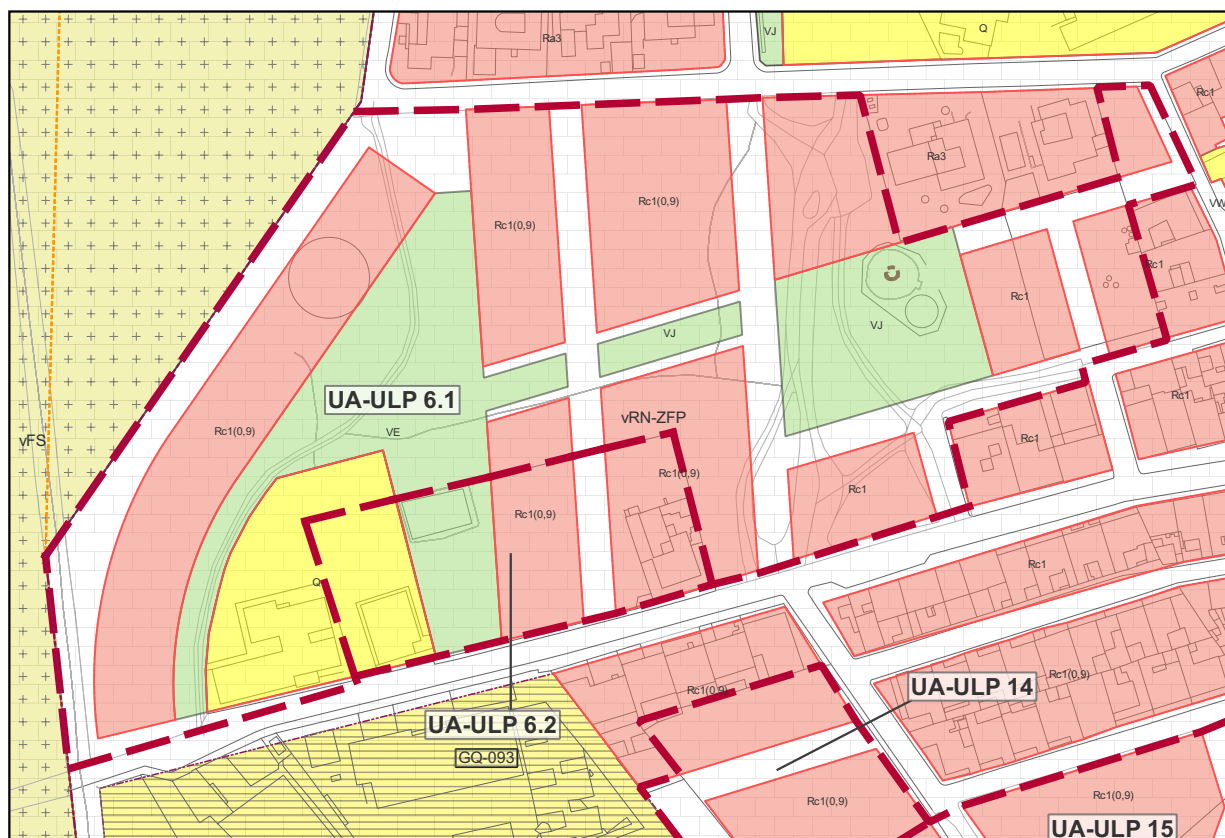 VJ
Q
Ra3
Rc1
Ra3
VW
Rc1(0,9)
Rc1(0,9)
Rc1
Rc1
VJ
VJ
UA-ULP 6.1
Rc1
vRN-ZFP
Rc1(0,9)
VE
vFS
Rc1
Rc1(0,9)
Rc1
Rc1(0,9)
Rc1
Q
Rc1(0,9)
Rc1(0,9)
UA-ULP 14
UA-ULP 6.2
GQ-093
Rc1(0,9)
Rc1(0,9)
UA-ULP 15